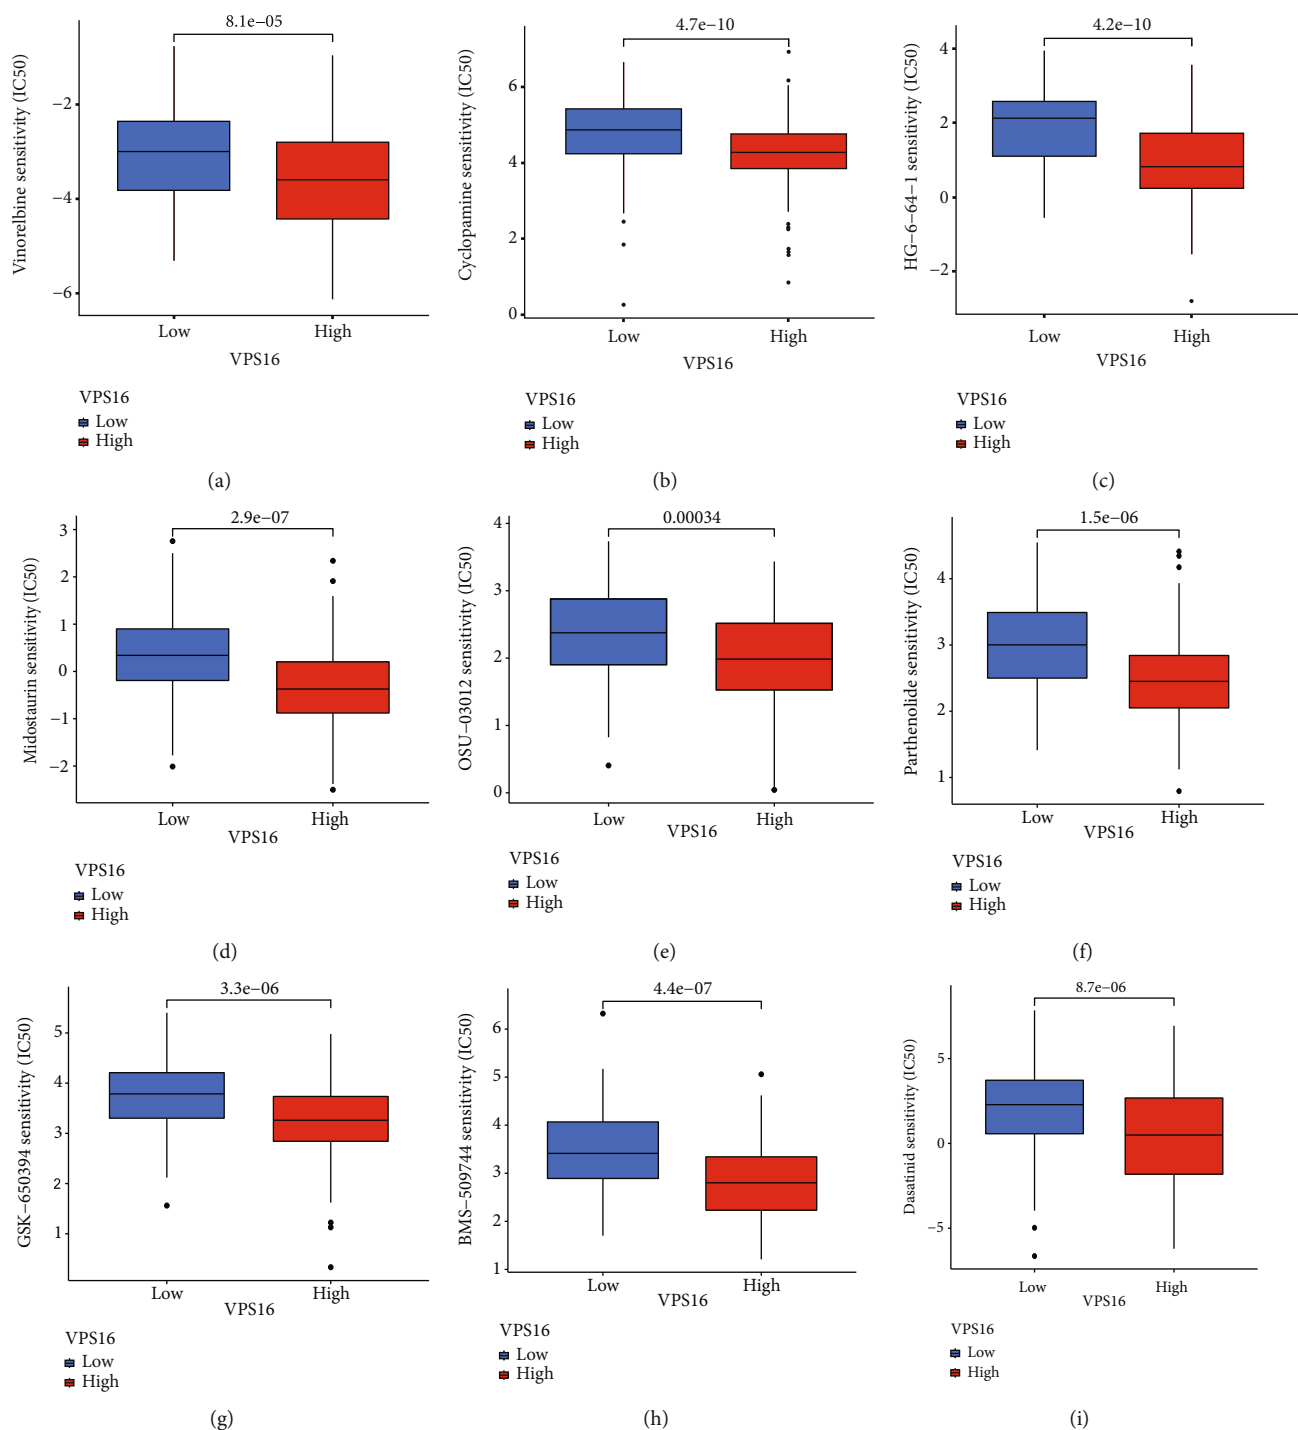 8.1e−05
Vinorelbine sensitivity (IC50)
−2
−4
−6
Low High
VPS16
VPS16
Low
High
(a)
4.7e−10
Cyclopamine sensitivity (IC50)
6
4
2
0
Low High
VPS16
VPS16
Low
High
(b)
4.2e−10
HG−6−64−1 sensitivity (IC50)
4
2
0
−2
Low High
VPS16
VPS16
Low
High
(c)
2.9e−07
Midostaurin sensitivity (IC50)
3
2
1
0
−1
−2
Low High
VPS16
VPS16
Low
High
(d)
0.00034
OSU−03012 sensitivity (IC50)
4
3
2
1
0
Low High
VPS16
VPS16
Low
High
(e)
1.5e−06
Parthenolide sensitivity (IC50)
4
3
2
1
Low High
VPS16
VPS16
Low
High
(f)
3.3e−06
GSK−650394 sensitivity (IC50)
5
4
3
2
1
Low High
VPS16
VPS16
Low
High
(g)
4.4e−07
BMS−509744 sensitivity (IC50)
6
5
4
3
2
1
Low High
VPS16
VPS16
Low
High
(h)
8.7e−06
Dasatinid sensitivity (IC50)
5
0
−5
Low High
VPS16
VPS16
Low
High
(i)